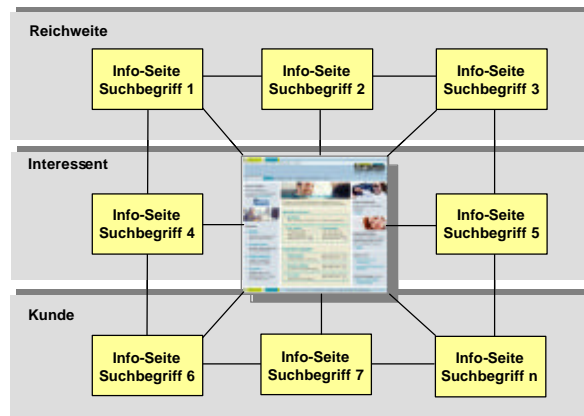 Reichweite
Info-Seite
Suchbegriff 1
Info-Seite
Suchbegriff 2
Info-Seite
Suchbegriff 3
Interessent
Info-Seite
Suchbegriff 4
Info-Seite
Suchbegriff 5
Kunde
Info-Seite
Suchbegriff 6
Info-Seite
Suchbegriff 7
Info-Seite
Suchbegriff n